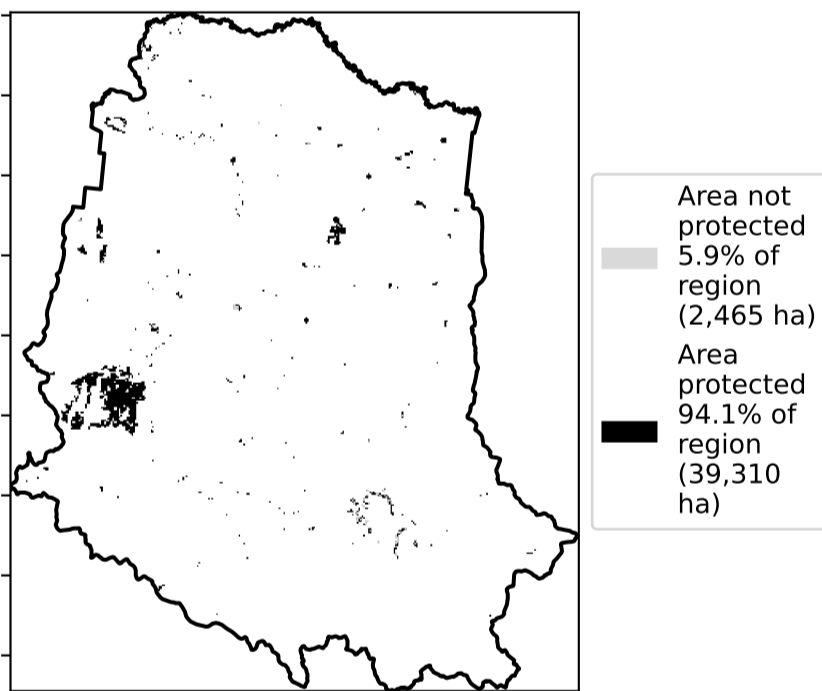 Area not
protected
5.9% of
region
(2,465 ha)
Area
protected
94.1% of
region
(39,310
ha)